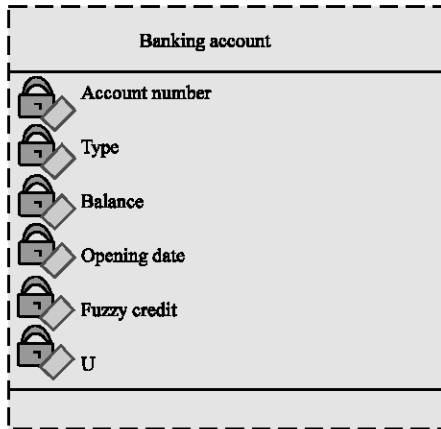 Banking account
Account number
Type
Balance
Opening date
Fuzzy credit
U